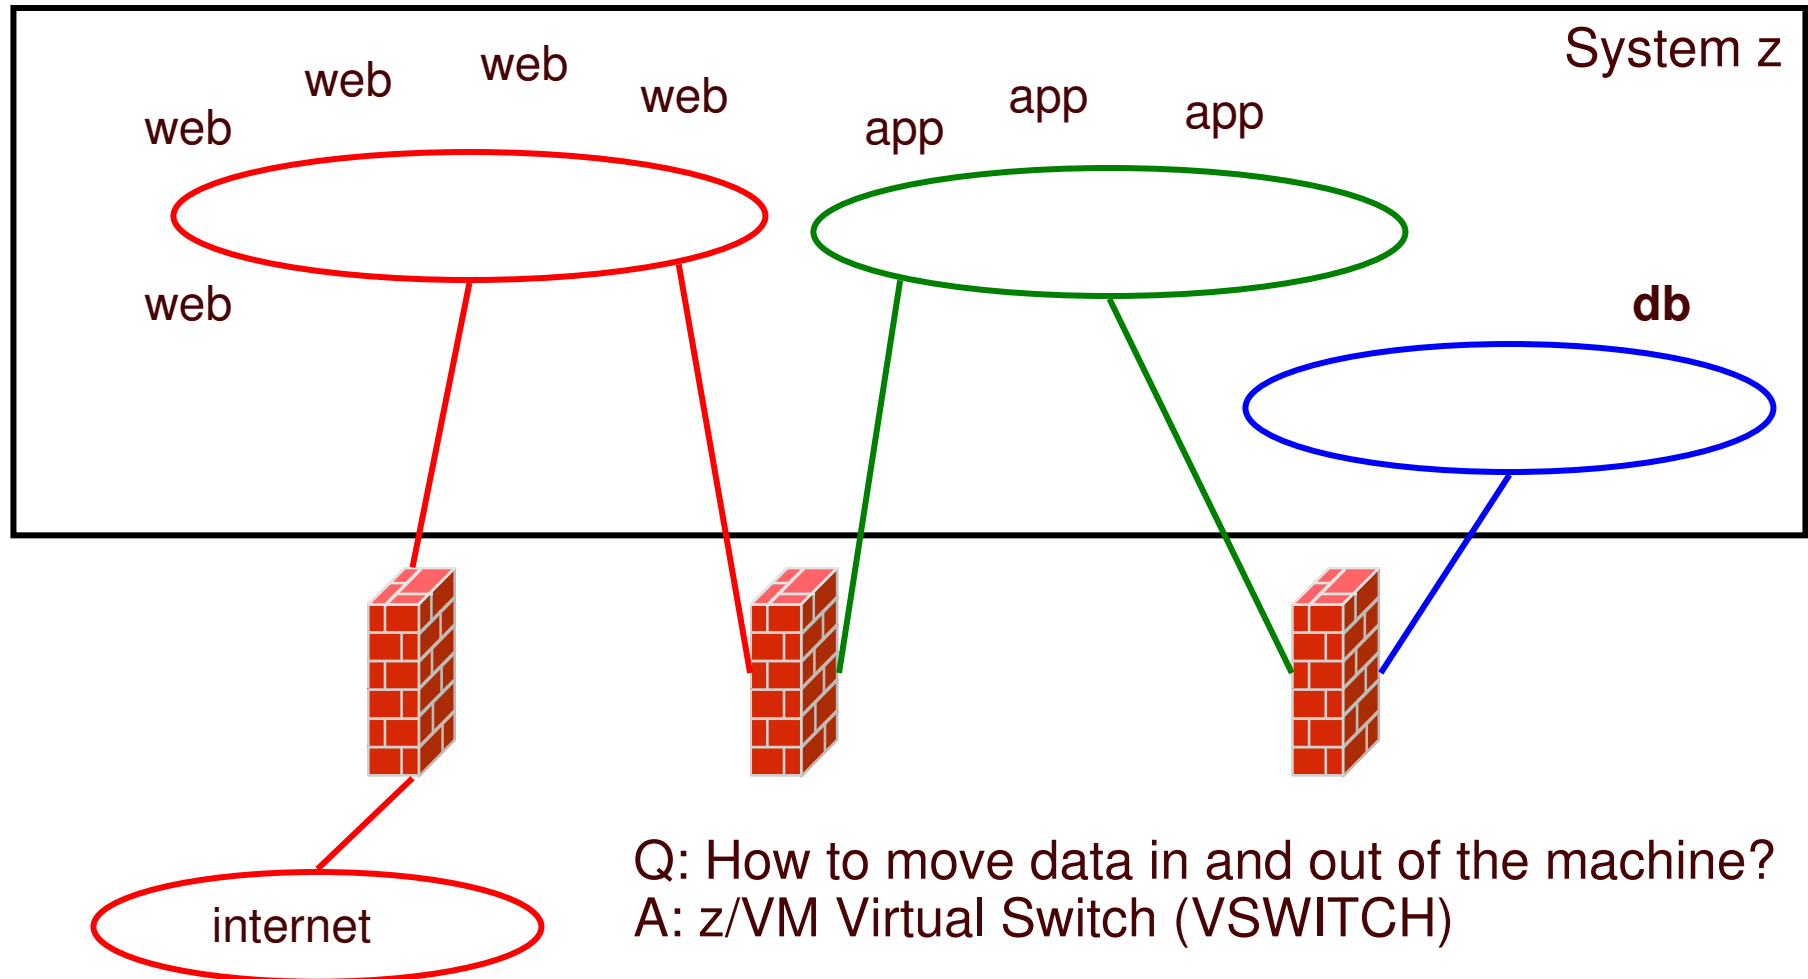 System z
web
web
web
web
app
app
app
web
db
internet
Q: How to move data in and out of the machine?
A: z/VM Virtual Switch (VSWITCH)